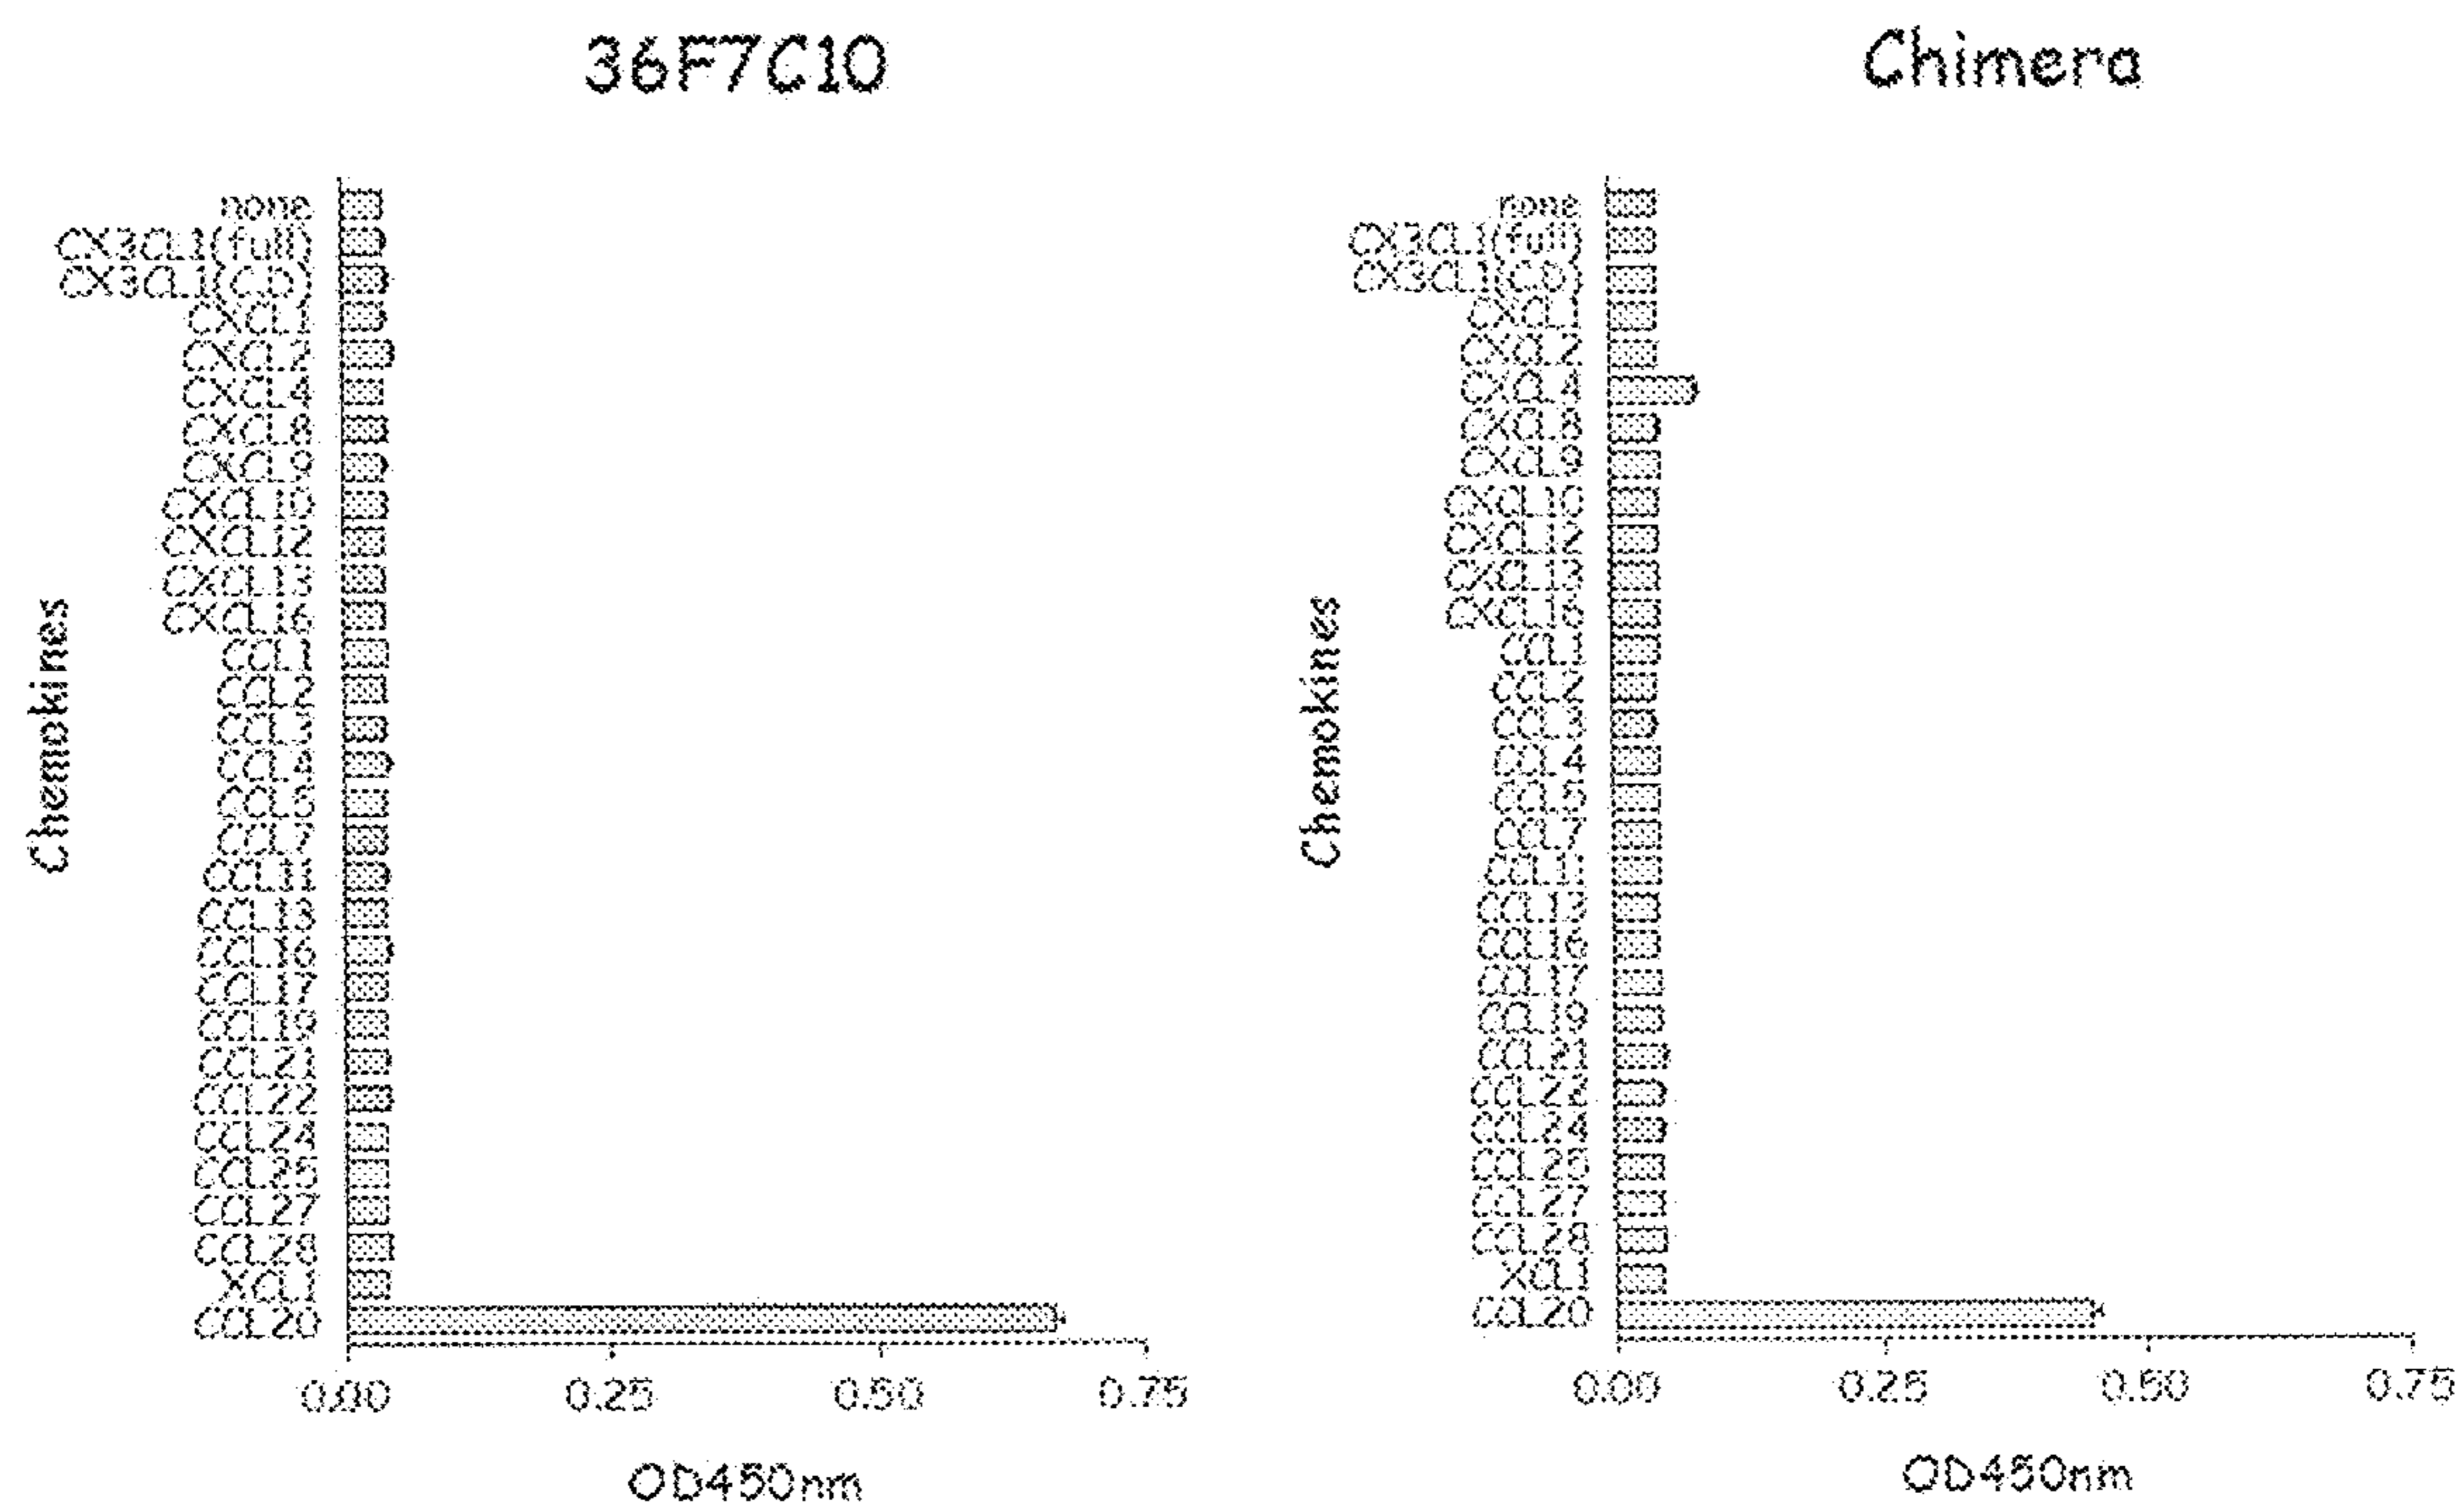 36F7C10
Chemokines
none
CX3CL1(full)
CX3CL1(CD)
CXCL1
CXCL2
CXCL4
CXCL8
CXCL9
CXCL10
CXCL12
CXCL13
CXCL16
CCL1
CCL2
CCL3
CCL4
CCL5
CCL7
CCL11
CCL13
CCL16
CCL17
CCL19
CCL21
CCL22
CCL24
CCL25
CCL27
CCL28
XCL1
CCL20
0.00 0.25 0.50 0.75
OD450nm
Chimera
Chemokines
none
CX3CL1(full)
CX3CL1(CD)
CXCL1
CXCL2
CXCL4
CXCL8
CXCL9
CXCL10
CXCL12
CXCL13
CXCL16
CCL1
CCL2
CCL3
CCL4
CCL5
CCL7
CCL11
CCL13
CCL16
CCL17
CCL19
CCL21
CCL22
CCL24
CCL25
CCL27
CCL28
XCL1
CCL20
0.00 0.25 0.50 0.75
OD450nm